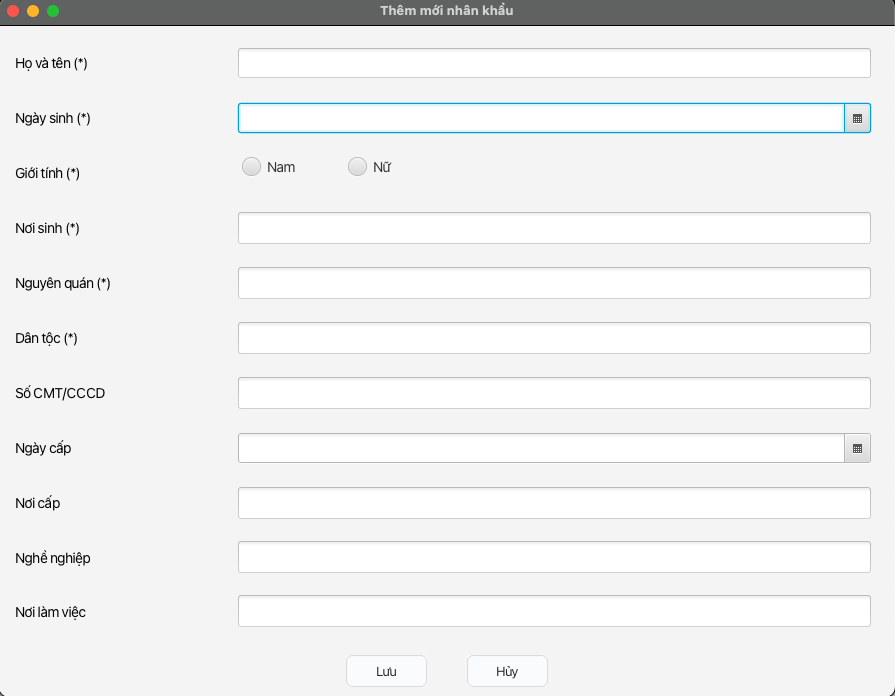 Thêm mới nhân khẩu
Họ và tên (*)
Ngày sinh (*)
Giới tính (*)
Nam
Nữ
Nơi sinh (*)
Nguyên quán (*)
Dân tộc (*)
Số CMT/CCCD
Ngày cấp
Nơi cấp
Nghề nghiệp
Nơi làm việc
Lưu
Hủy